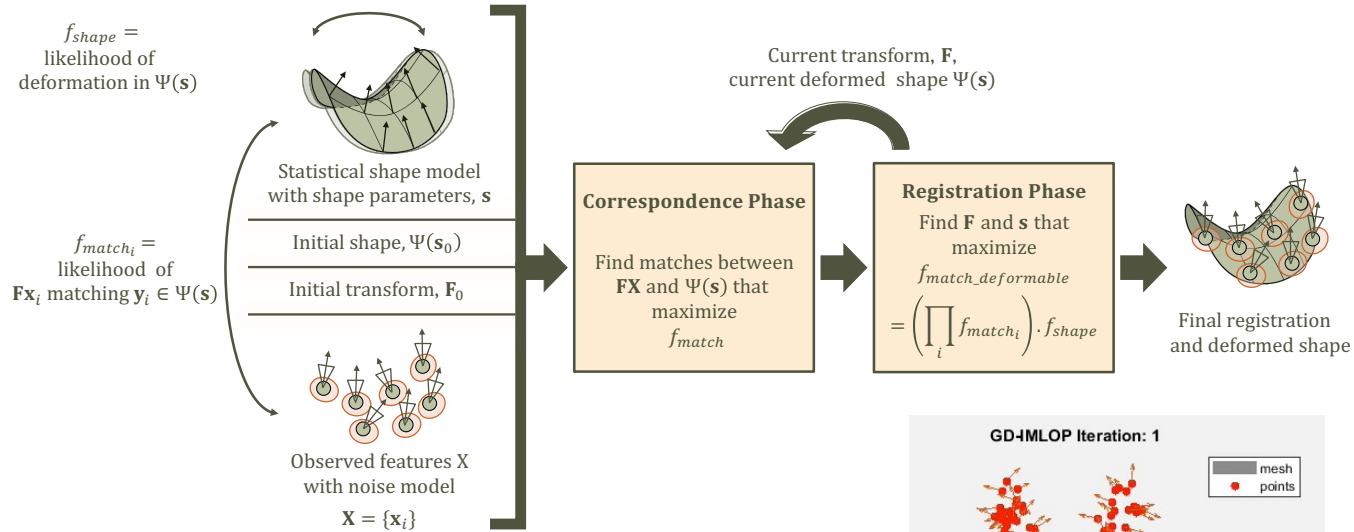 f_shape =
likelihood of
deformation in Ψ(s)
Statistical shape model
with shape parameters, s
Initial shape, Ψ(s₀)
Initial transform, F₀
f_match_i =
likelihood of
Fx_i matching y_i ∈ Ψ(s)
Observed features X
with noise model
X = {x_i}
Correspondence Phase
Find matches between
FX and Ψ(s) that
maximize
f_match
Current transform, F,
current deformed shape Ψ(s)
Registration Phase
Find F and s that
maximize
f_match_deformable
= (∏_i f_match_i) . f_shape
Final registration
and deformed shape
GD-IMLOP Iteration: 1
mesh
points